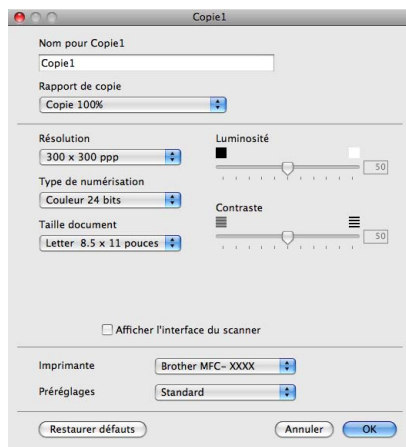 Copie1
Nom pour Copie1
Copie1
Rapport de copie
Copie 100%
Résolution
300 x 300 ppp
Type de numérisation
Couleur 24 bits
Taille document
Letter 8.5 x 11 pouces
Luminosité
50
Contraste
50
Afficher l'interface du scanner
Imprimante
Brother MFC- XXXX
Préréglages
Standard
Restaurer défauts
Annuler
OK